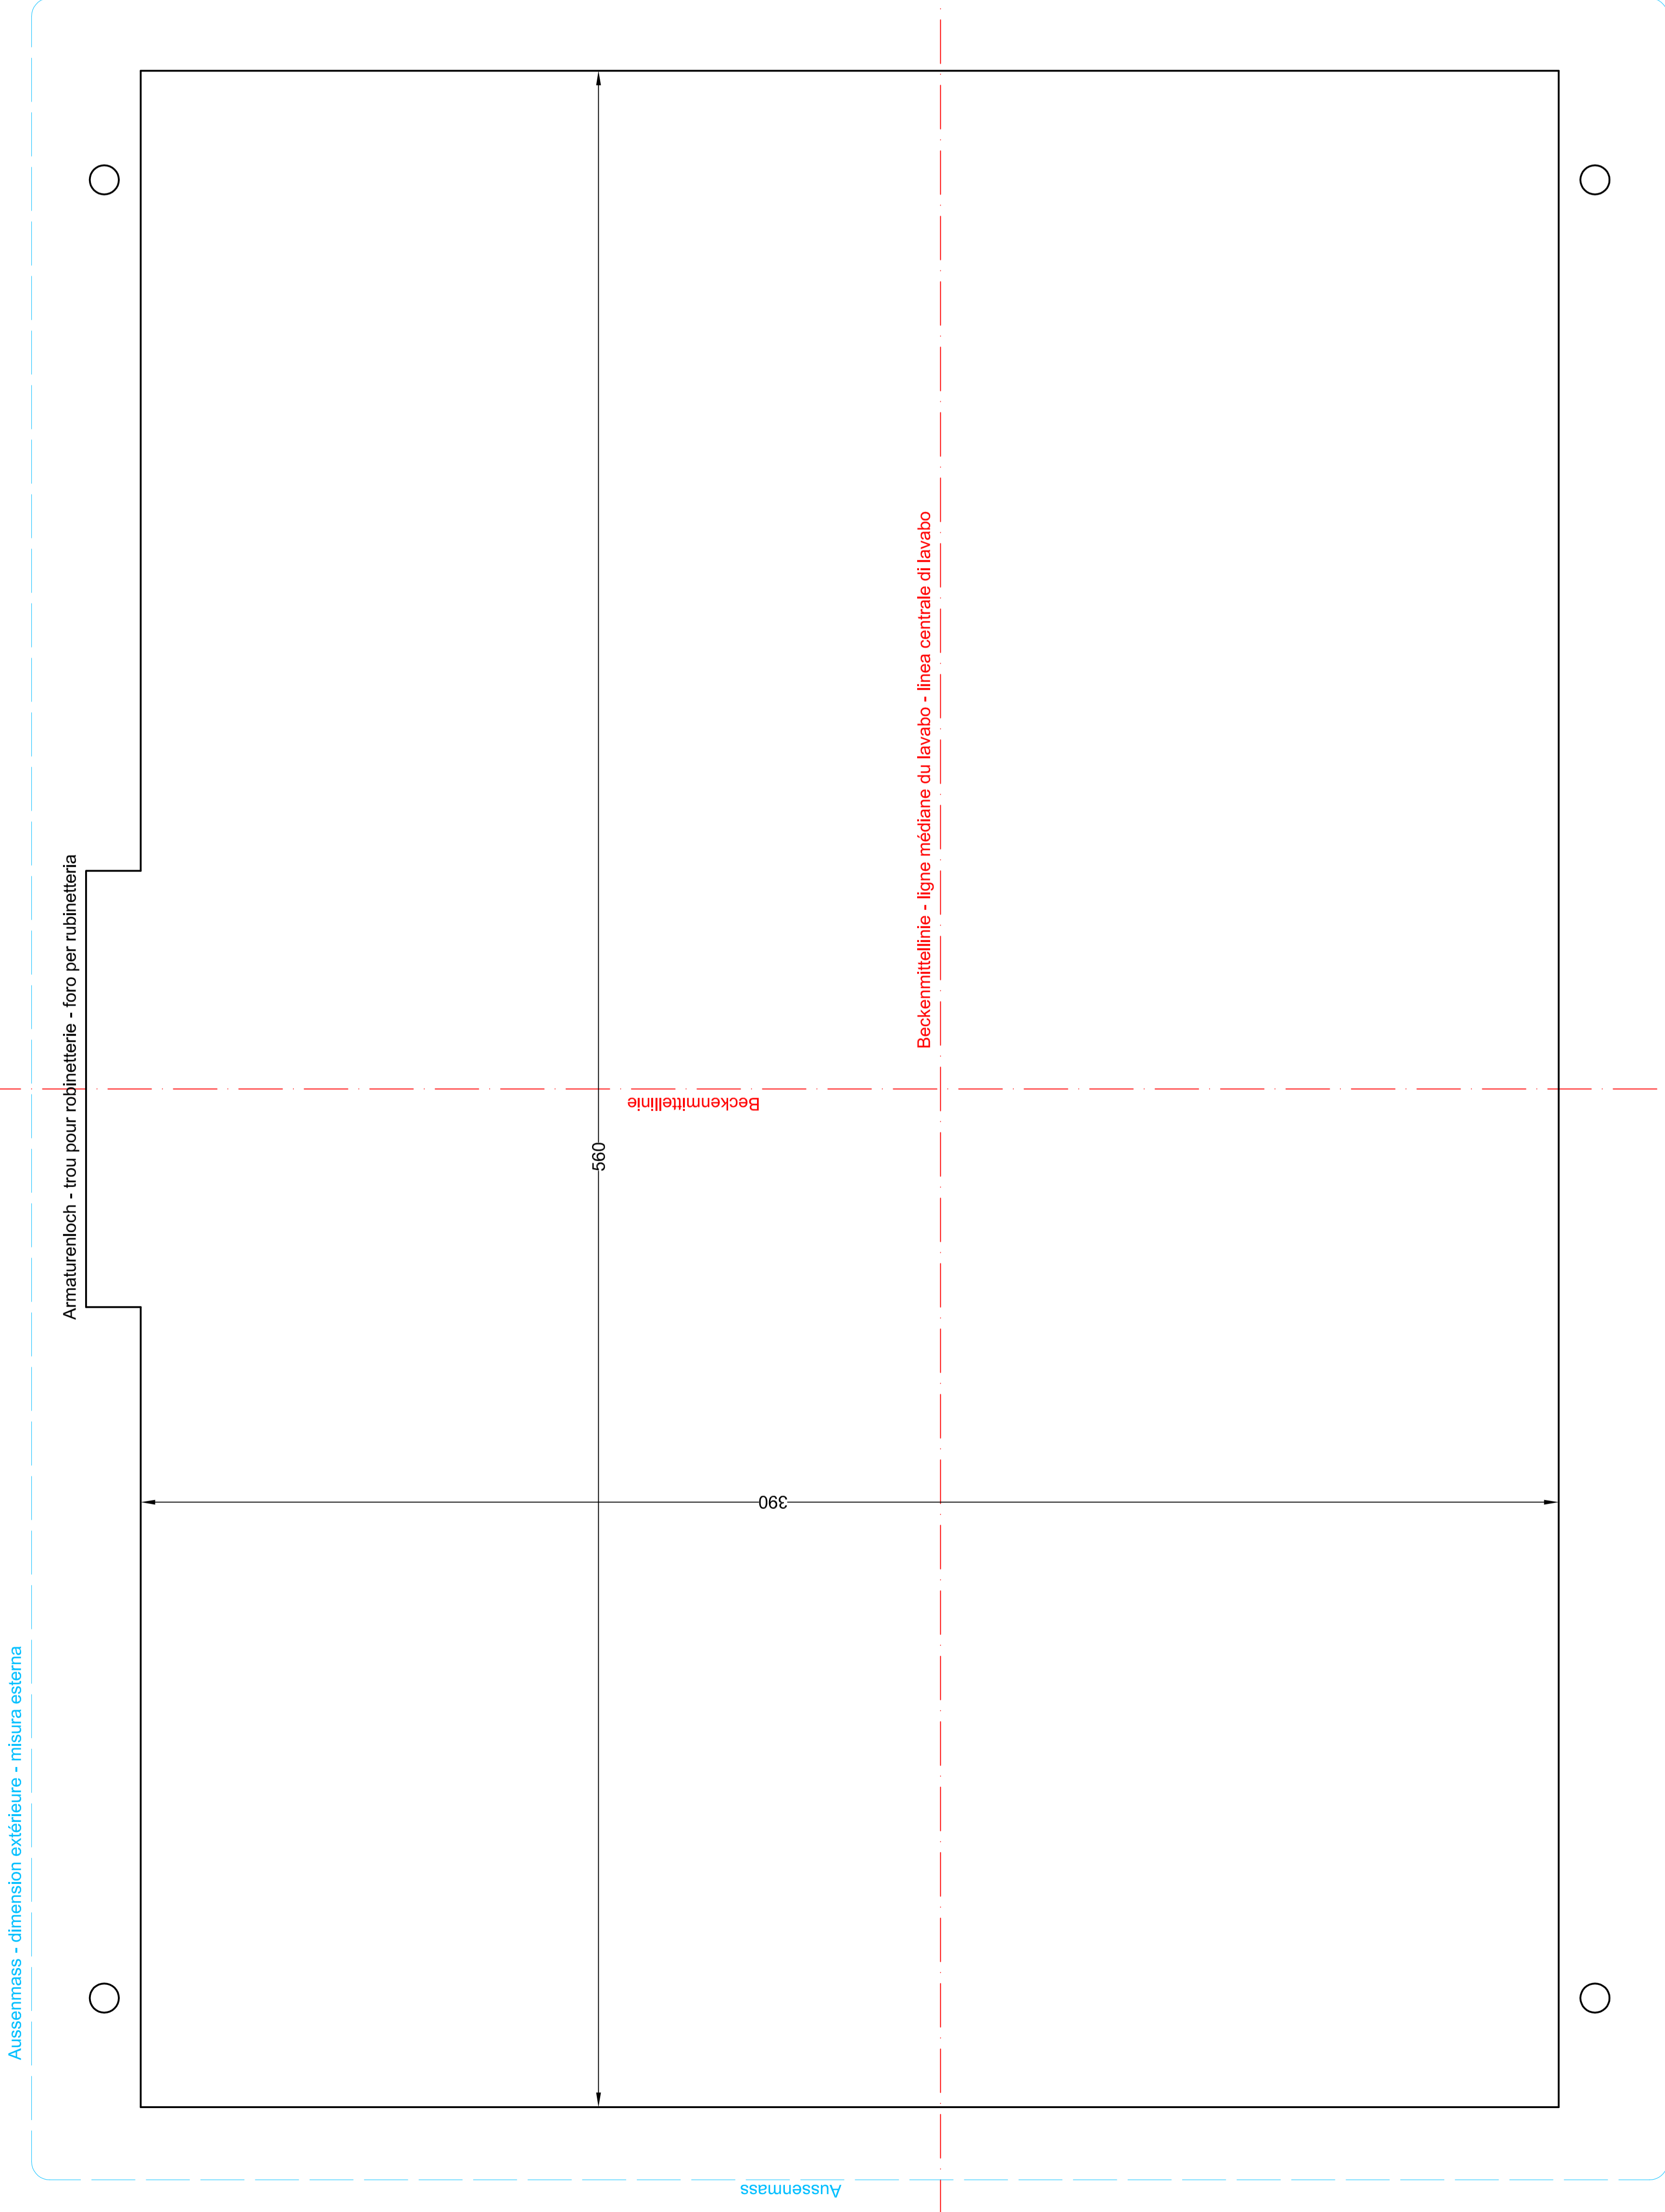 Aussenmass - dimension extérieure - misura esterna
Armaturenloch - trou pour robinetterie - foro per rubinetteria
Beckenmittellinie - ligne médiane du lavabo - linea centrale di lavabo
Beckenmittellinie
560
390
Aussenmass